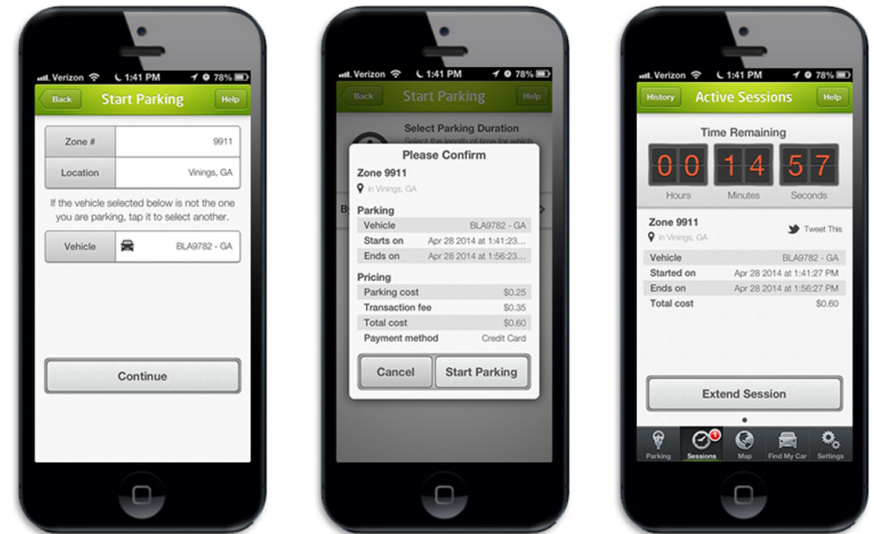 Verizon 1:41 PM 78%
Back Start Parking Help
Zone # 9911
Location Vinings, GA
If the vehicle selected below is not the one
you are parking, tap it to select another.
Vehicle BLA9782 - GA
Continue
Verizon 1:41 PM 78%
Back Start Parking Help
Select Parking Duration
Select the length of time for which
Please Confirm
Zone 9911
in Vinings, GA
Parking
Vehicle BLA9782 - GA
Starts on Apr 28 2014 at 1:41:23...
Ends on Apr 28 2014 at 1:56:23...
Pricing
Parking cost $0.25
Transaction fee $0.35
Total cost $0.60
Payment method Credit Card
Cancel Start Parking
Verizon 1:41 PM 78%
History Active Sessions Help
Time Remaining
00 14 57
Hours Minutes Seconds
Zone 9911
in Vinings, GA
Tweet This
Vehicle BLA9782 - GA
Started on Apr 28 2014 at 1:41:27 PM
Ends on Apr 28 2014 at 1:56:27 PM
Total cost $0.60
Extend Session
1
Parking Sessions Map Find My Car Settings